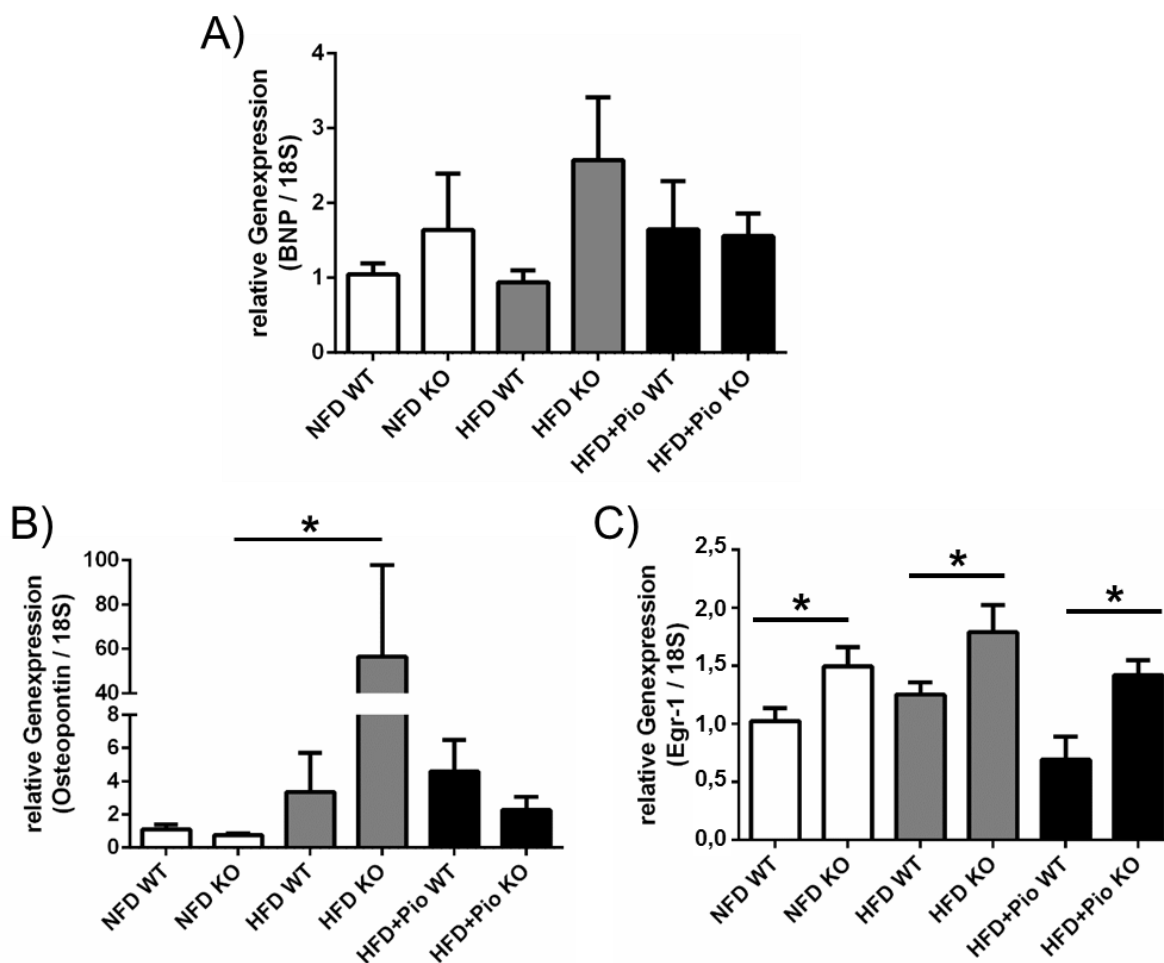 A)
relative Genexpression
(BNP / 18S)
4
3
2
1
0
NFD WT
NFD KO
HFD WT
HFD KO
HFD+Pio WT
HFD+Pio KO
B)
*
relative Genexpression
(Osteopontin / 18S)
100
80
60
40
8
6
4
2
0
NFD WT
NFD KO
HFD WT
HFD KO
HFD+Pio WT
HFD+Pio KO
C)
relative Genexpression
(Egr-1 / 18S)
2,5
2,0
1,5
1,0
0,5
0,0
*
*
*
NFD WT
NFD KO
HFD WT
HFD KO
HFD+Pio WT
HFD+Pio KO